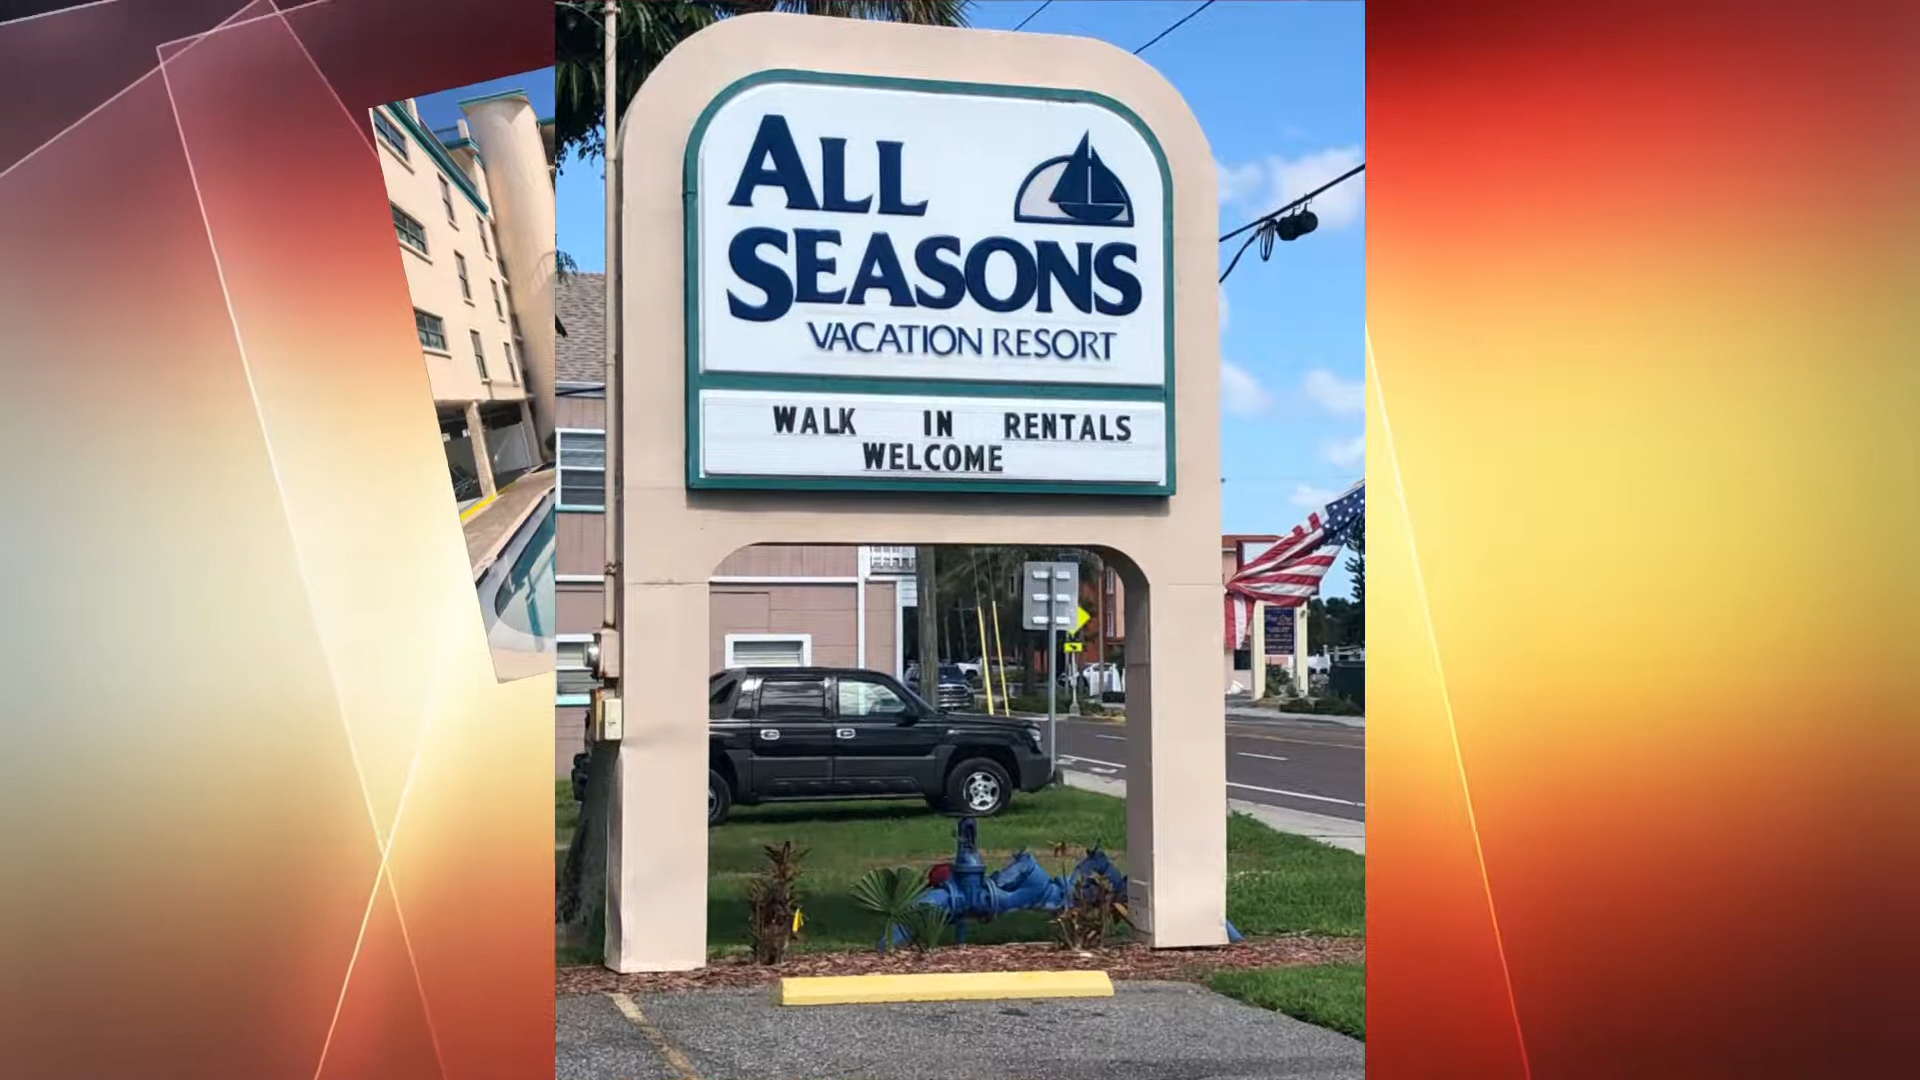 ALL
SEASONS
VACATION RESORT
WALK IN RENTALS
WELCOME